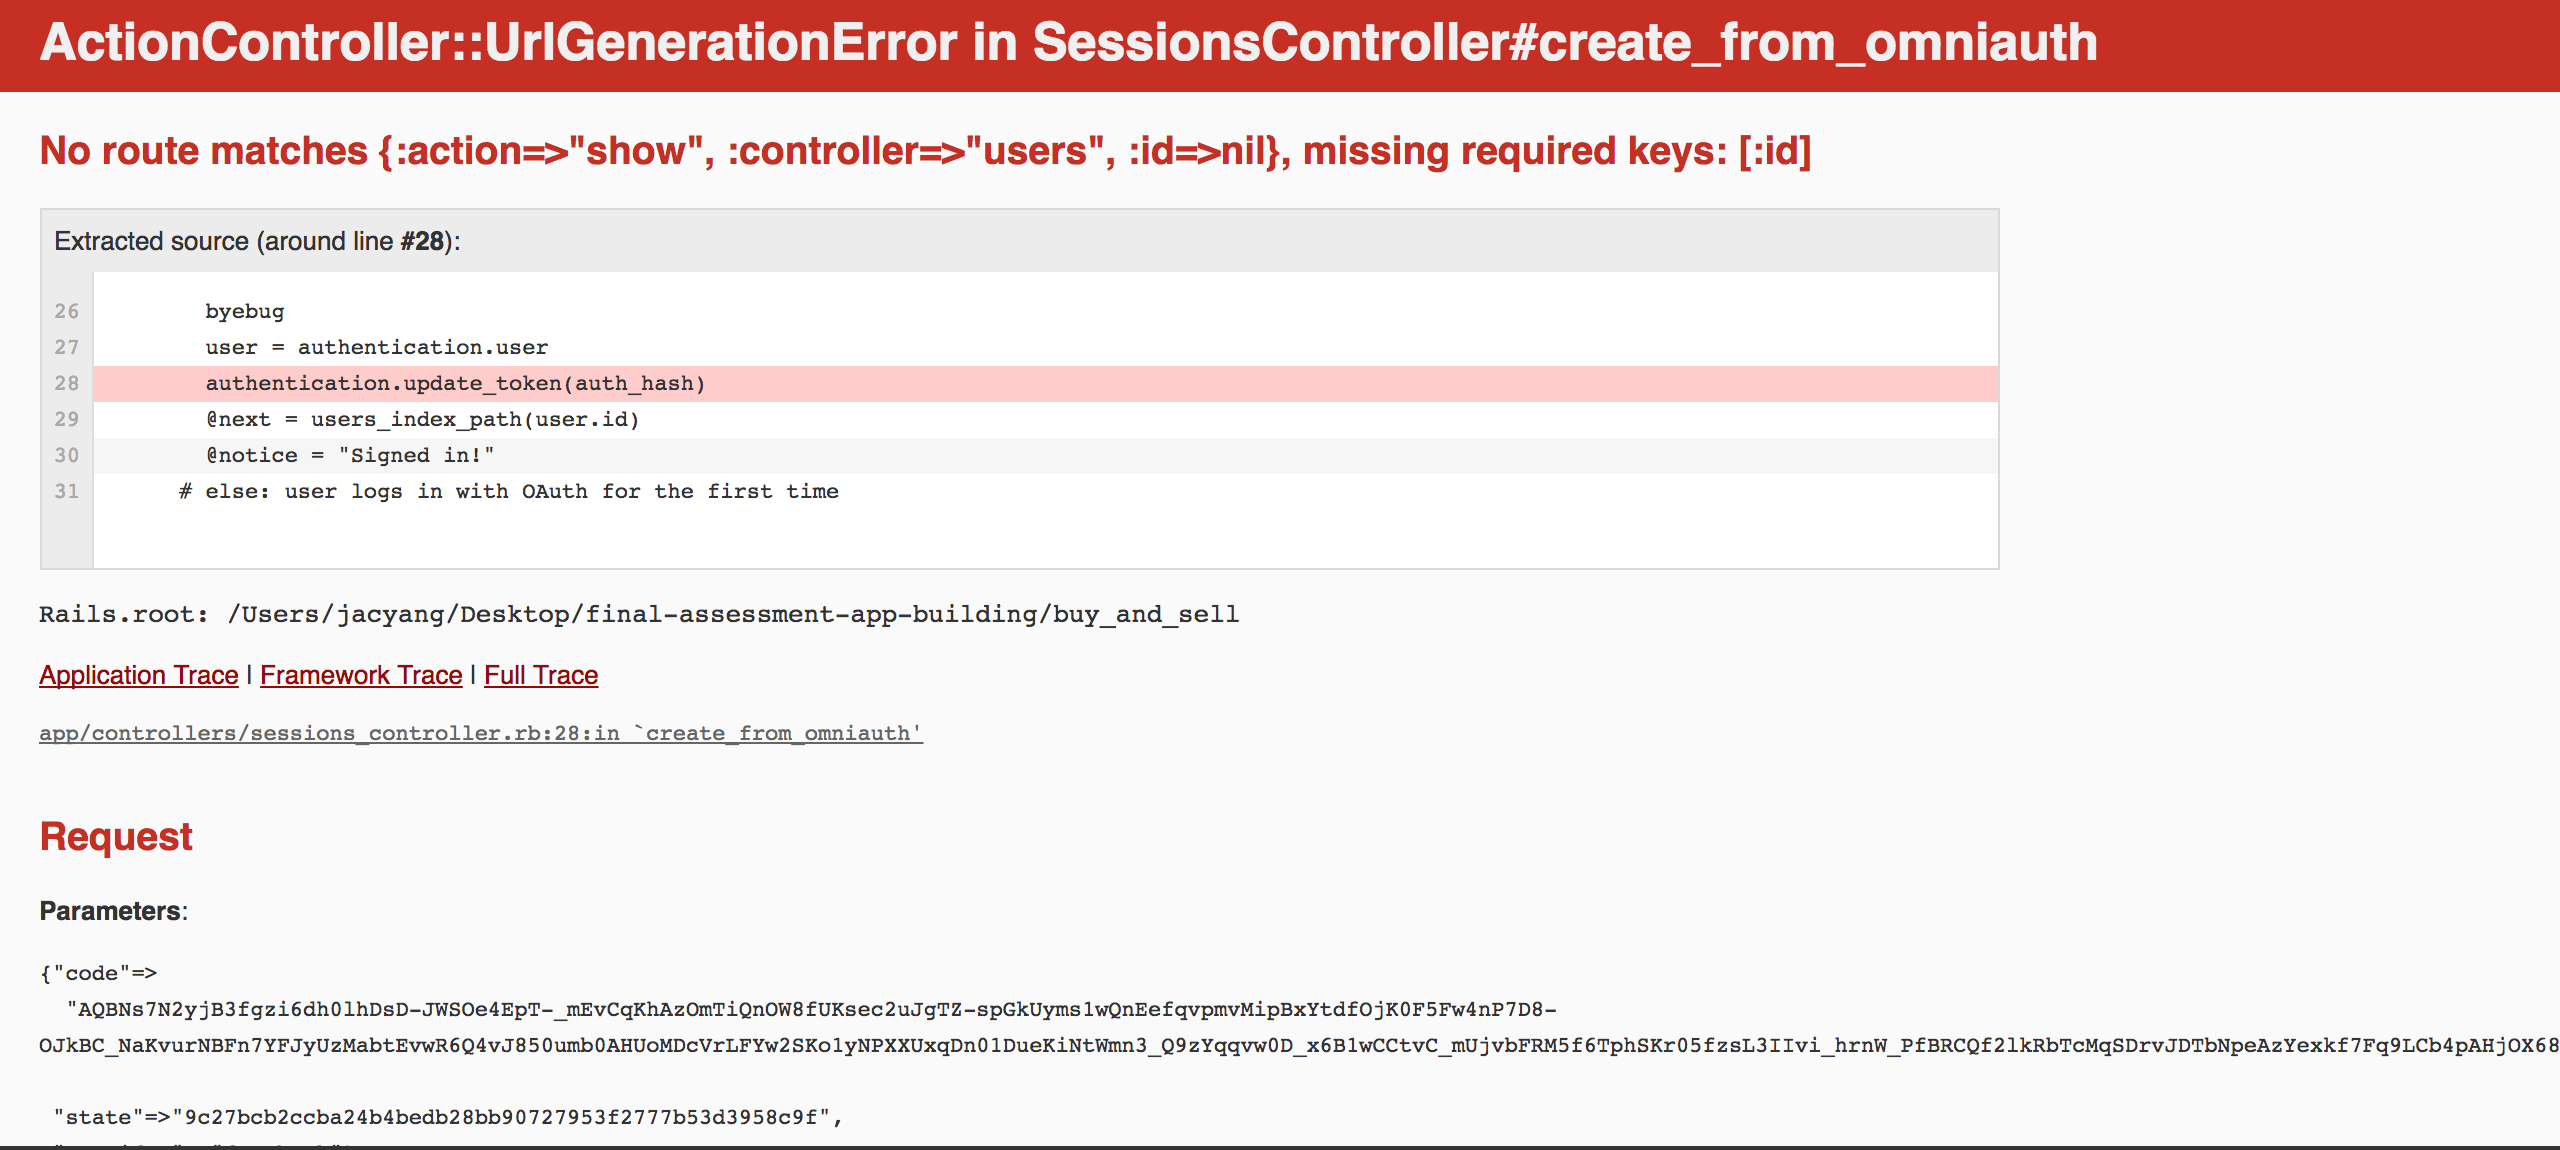 ActionController::UrlGenerationError in SessionsController#create_from_omniauth
No route matches {:action=>"show", :controller=>"users", :id=>nil}, missing required keys: [:id]
Extracted source (around line #28):
26 byebug
27 user = authentication.user
28 authentication.update_token(auth_hash)
29 @next = users_index_path(user.id)
30 @notice = "Signed in!"
31 # else: user logs in with OAuth for the first time
Rails.root: /Users/jacyang/Desktop/final-assessment-app-building/buy_and_sell
Application Trace | Framework Trace | Full Trace
app/controllers/sessions_controller.rb:28:in `create_from_omniauth'
Request
Parameters:
{"code"=>
"AQBNs7N2yjB3fgzi6dh0lhDsD-JWSOe4EpT-_mEvCqKhAzOmTiQnOW8fUKsec2uJgTZ-spGkUyms1wQnEefqvpmvMipBxYtdfOjK0F5Fw4nP7D8-
OJkBC_NaKvurNBFn7YFJyUzMabtEvwR6Q4vJ850umb0AHUoMDcVrLFYw2SKo1yNPXXUxqDn01DueKiNtWmn3_Q9zYqqvw0D_x6B1wCCtvC_mUjvbFRM5f6TphSKr05fzsL3IIvi_hrnW_PfBRCQf2lkRbTcMqSDrvJDTbNpeAzYexkf7Fq9LCb4pAHjOX68
"state"=>"9c27bcb2ccba24b4bedb28bb90727953f2777b53d3958c9f",